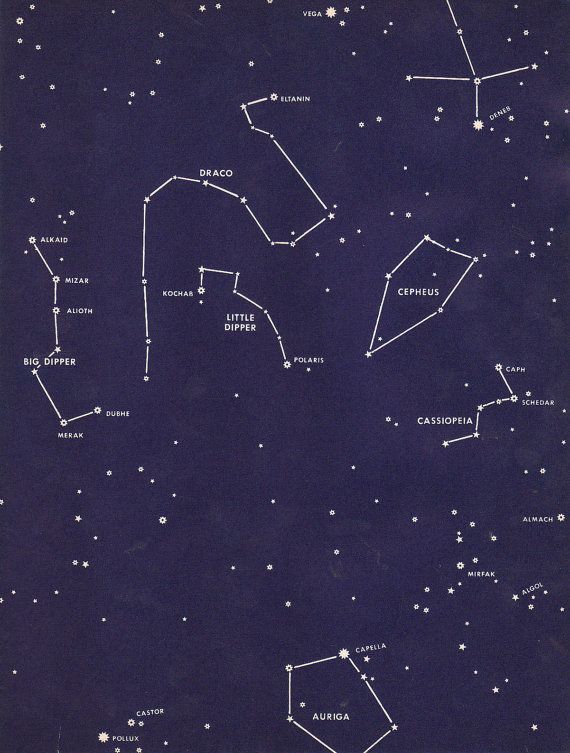 VEGA
ELTANIN
DENEB
DRACO
ALKAID
MIZAR
KOCHAB
CEPHEUS
ALIOTH
LITTLE
DIPPER
BIG DIPPER
POLARIS
CAPH
SCHEDAR
DUBHE
CASSIOPEIA
MERAK
ALMACH
MIRFAK
ALGOL
CAPELLA
CASTOR
AURIGA
POLLUX